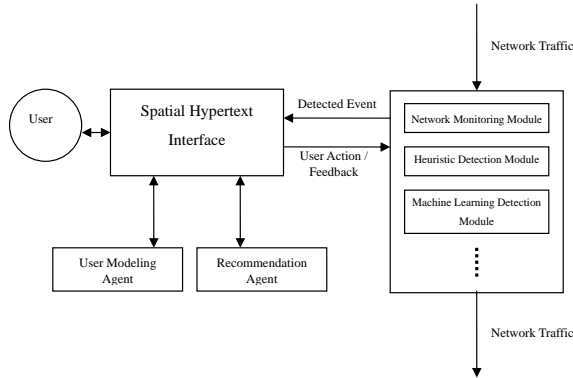 Network Traffic
User
Spatial Hypertext
Interface
Detected Event
User Action /
Feedback
Network Monitoring Module
Heuristic Detection Module
Machine Learning Detection
Module
User Modeling
Agent
Recommendation
Agent
Network Traffic